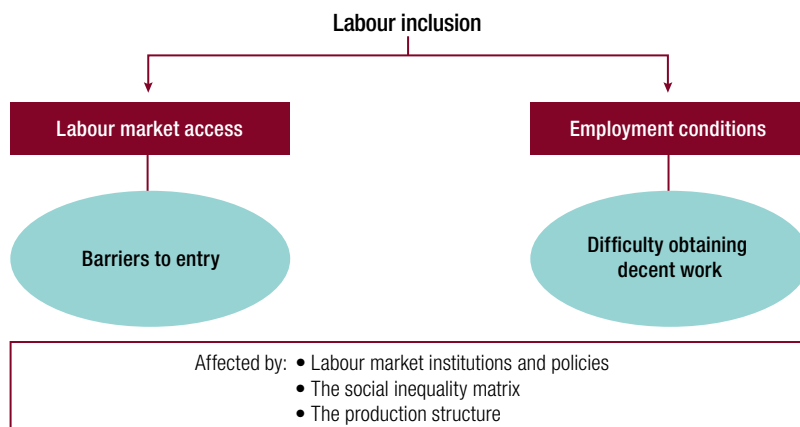 Labour inclusion
Labour market access
Employment conditions
Barriers to entry
Difficulty obtaining
decent work
Affected by: • Labour market institutions and policies
• The social inequality matrix
• The production structure